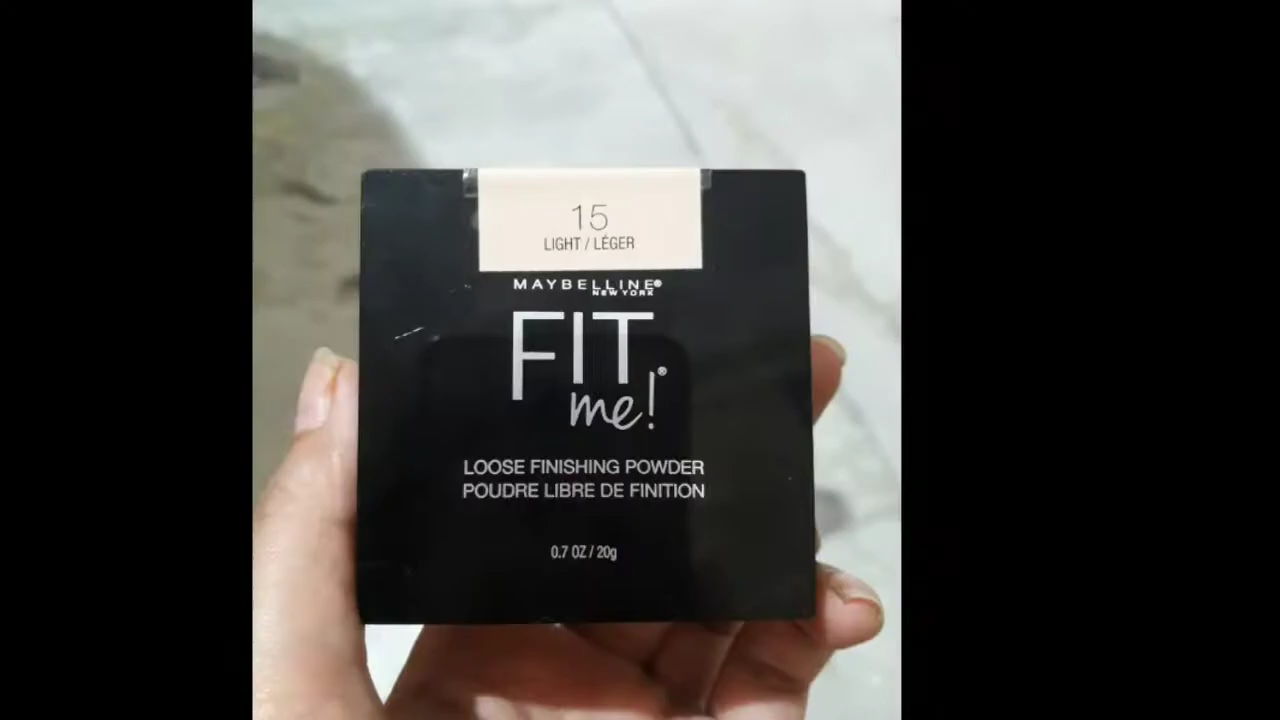 15
LIGHT / LÉGER
MAYBELLINE®
NEW YORK
FIT
me!®
LOOSE FINISHING POWDER
POUDRE LIBRE DE FINITION
0.7 OZ / 20g